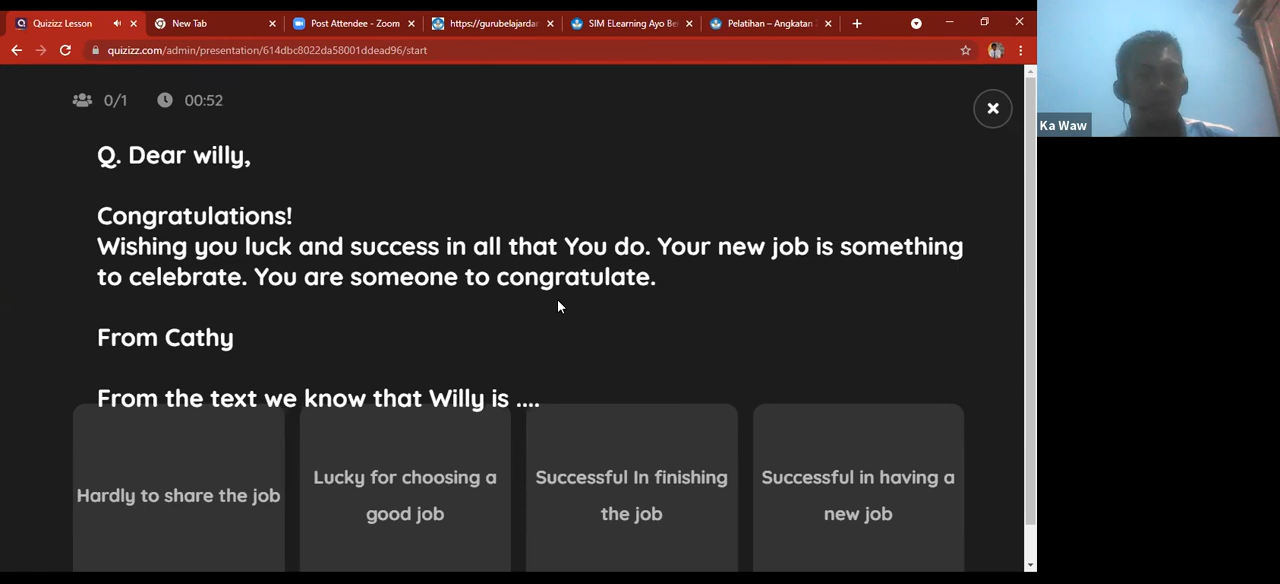 Quizizz Lesson
New Tab
Post Attendee - Zoom
https://gurubelajardar
SIM ELearning Ayo Be
Pelatihan – Angkatan
quizizz.com/admin/presentation/614dbc8022da58001ddead96/start
Ka Waw
0/1
00:52
Q. Dear willy,
Congratulations!
Wishing you luck and success in all that You do. Your new job is something
to celebrate. You are someone to congratulate.
From Cathy
From the text we know that Willy is ....
Hardly to share the job
Lucky for choosing a
good job
Successful In finishing
the job
Successful in having a
new job